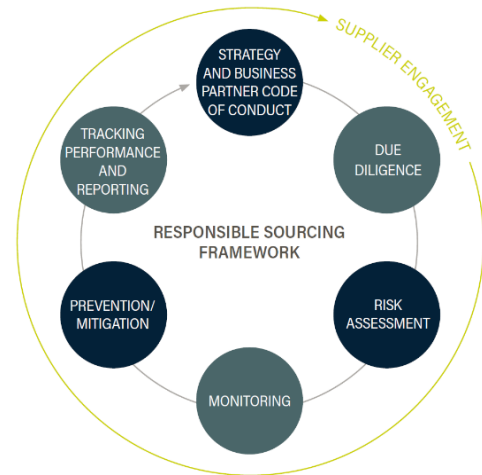 SUPPLIER ENGAGEMENT
STRATEGY
AND BUSINESS
PARTNER CODE
OF CONDUCT
DUE
DILIGENCE
RISK
ASSESSMENT
MONITORING
PREVENTION/
MITIGATION
TRACKING
PERFORMANCE
AND
REPORTING
RESPONSIBLE SOURCING
FRAMEWORK